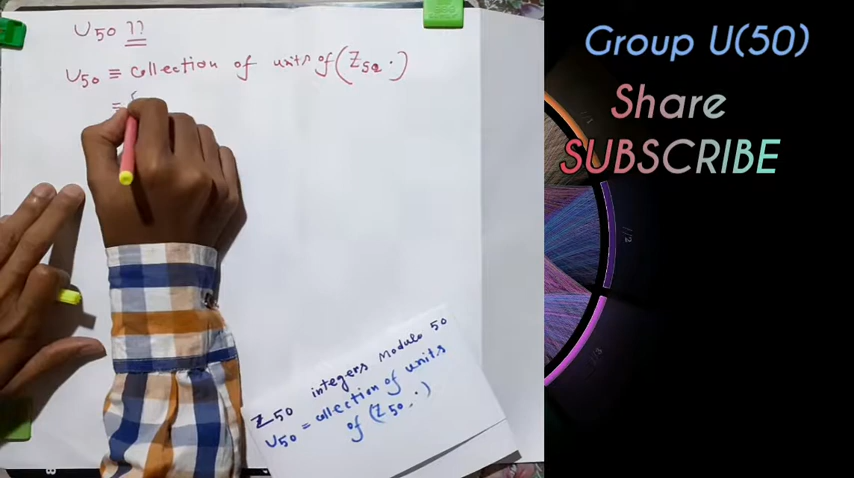 U50 ??
U50 ≡ collection of units of (Z50 ·)
=
Z50 integers Modulo 50
U50 = collection of units
of (Z50 ·)
Group U(50)
Share
SUBSCRIBE